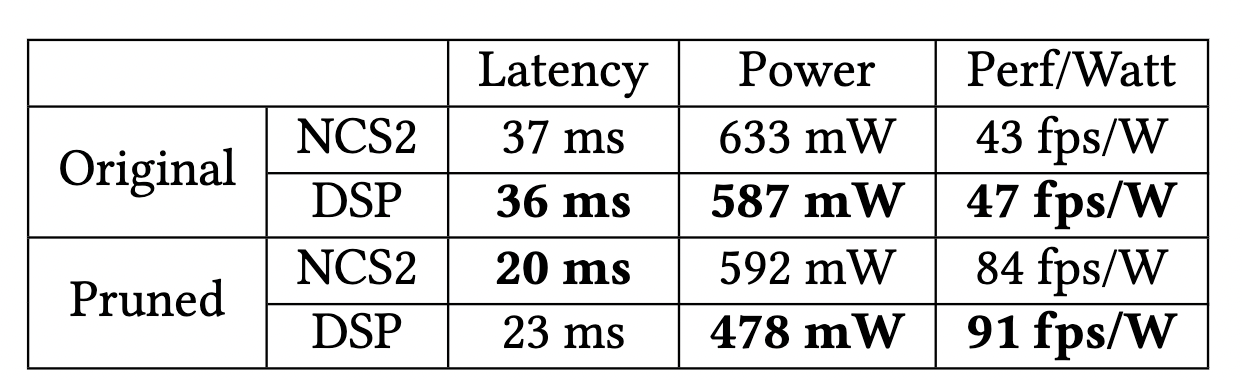 Latency Power Perf/Watt
Original NCS2 37 ms 633 mW 43 fps/W
DSP 36 ms 587 mW 47 fps/W
Pruned NCS2 20 ms 592 mW 84 fps/W
DSP 23 ms 478 mW 91 fps/W